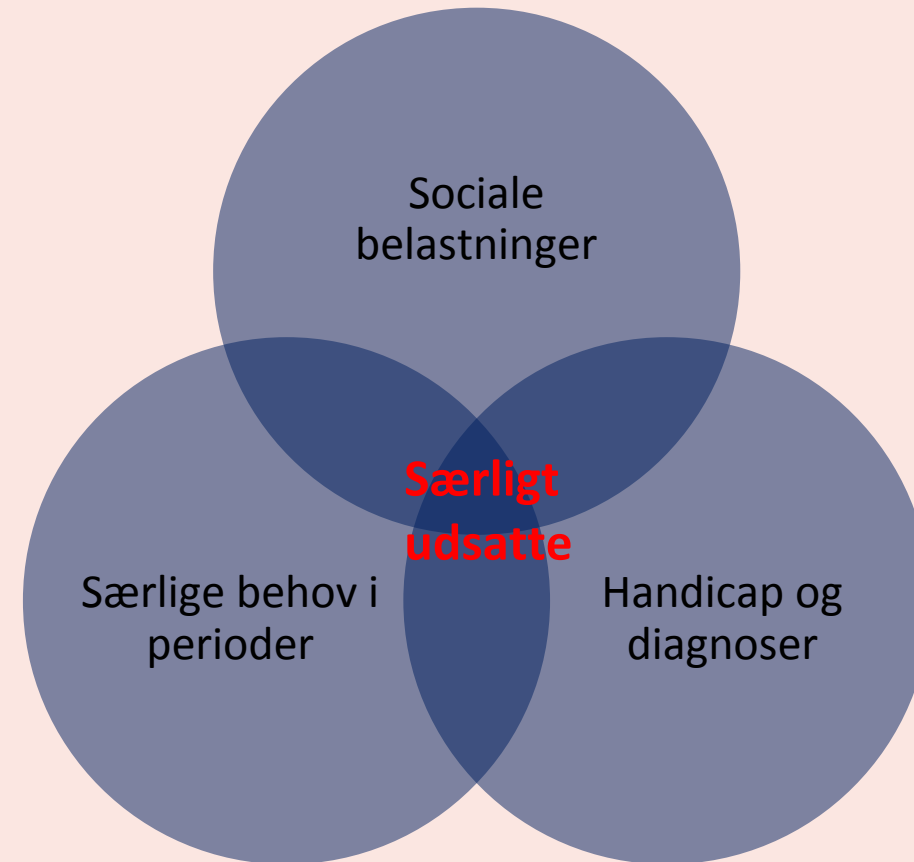 Sociale
belastninger
Særligt
udsatte
Særlige behov i
perioder
Handicap og
diagnoser